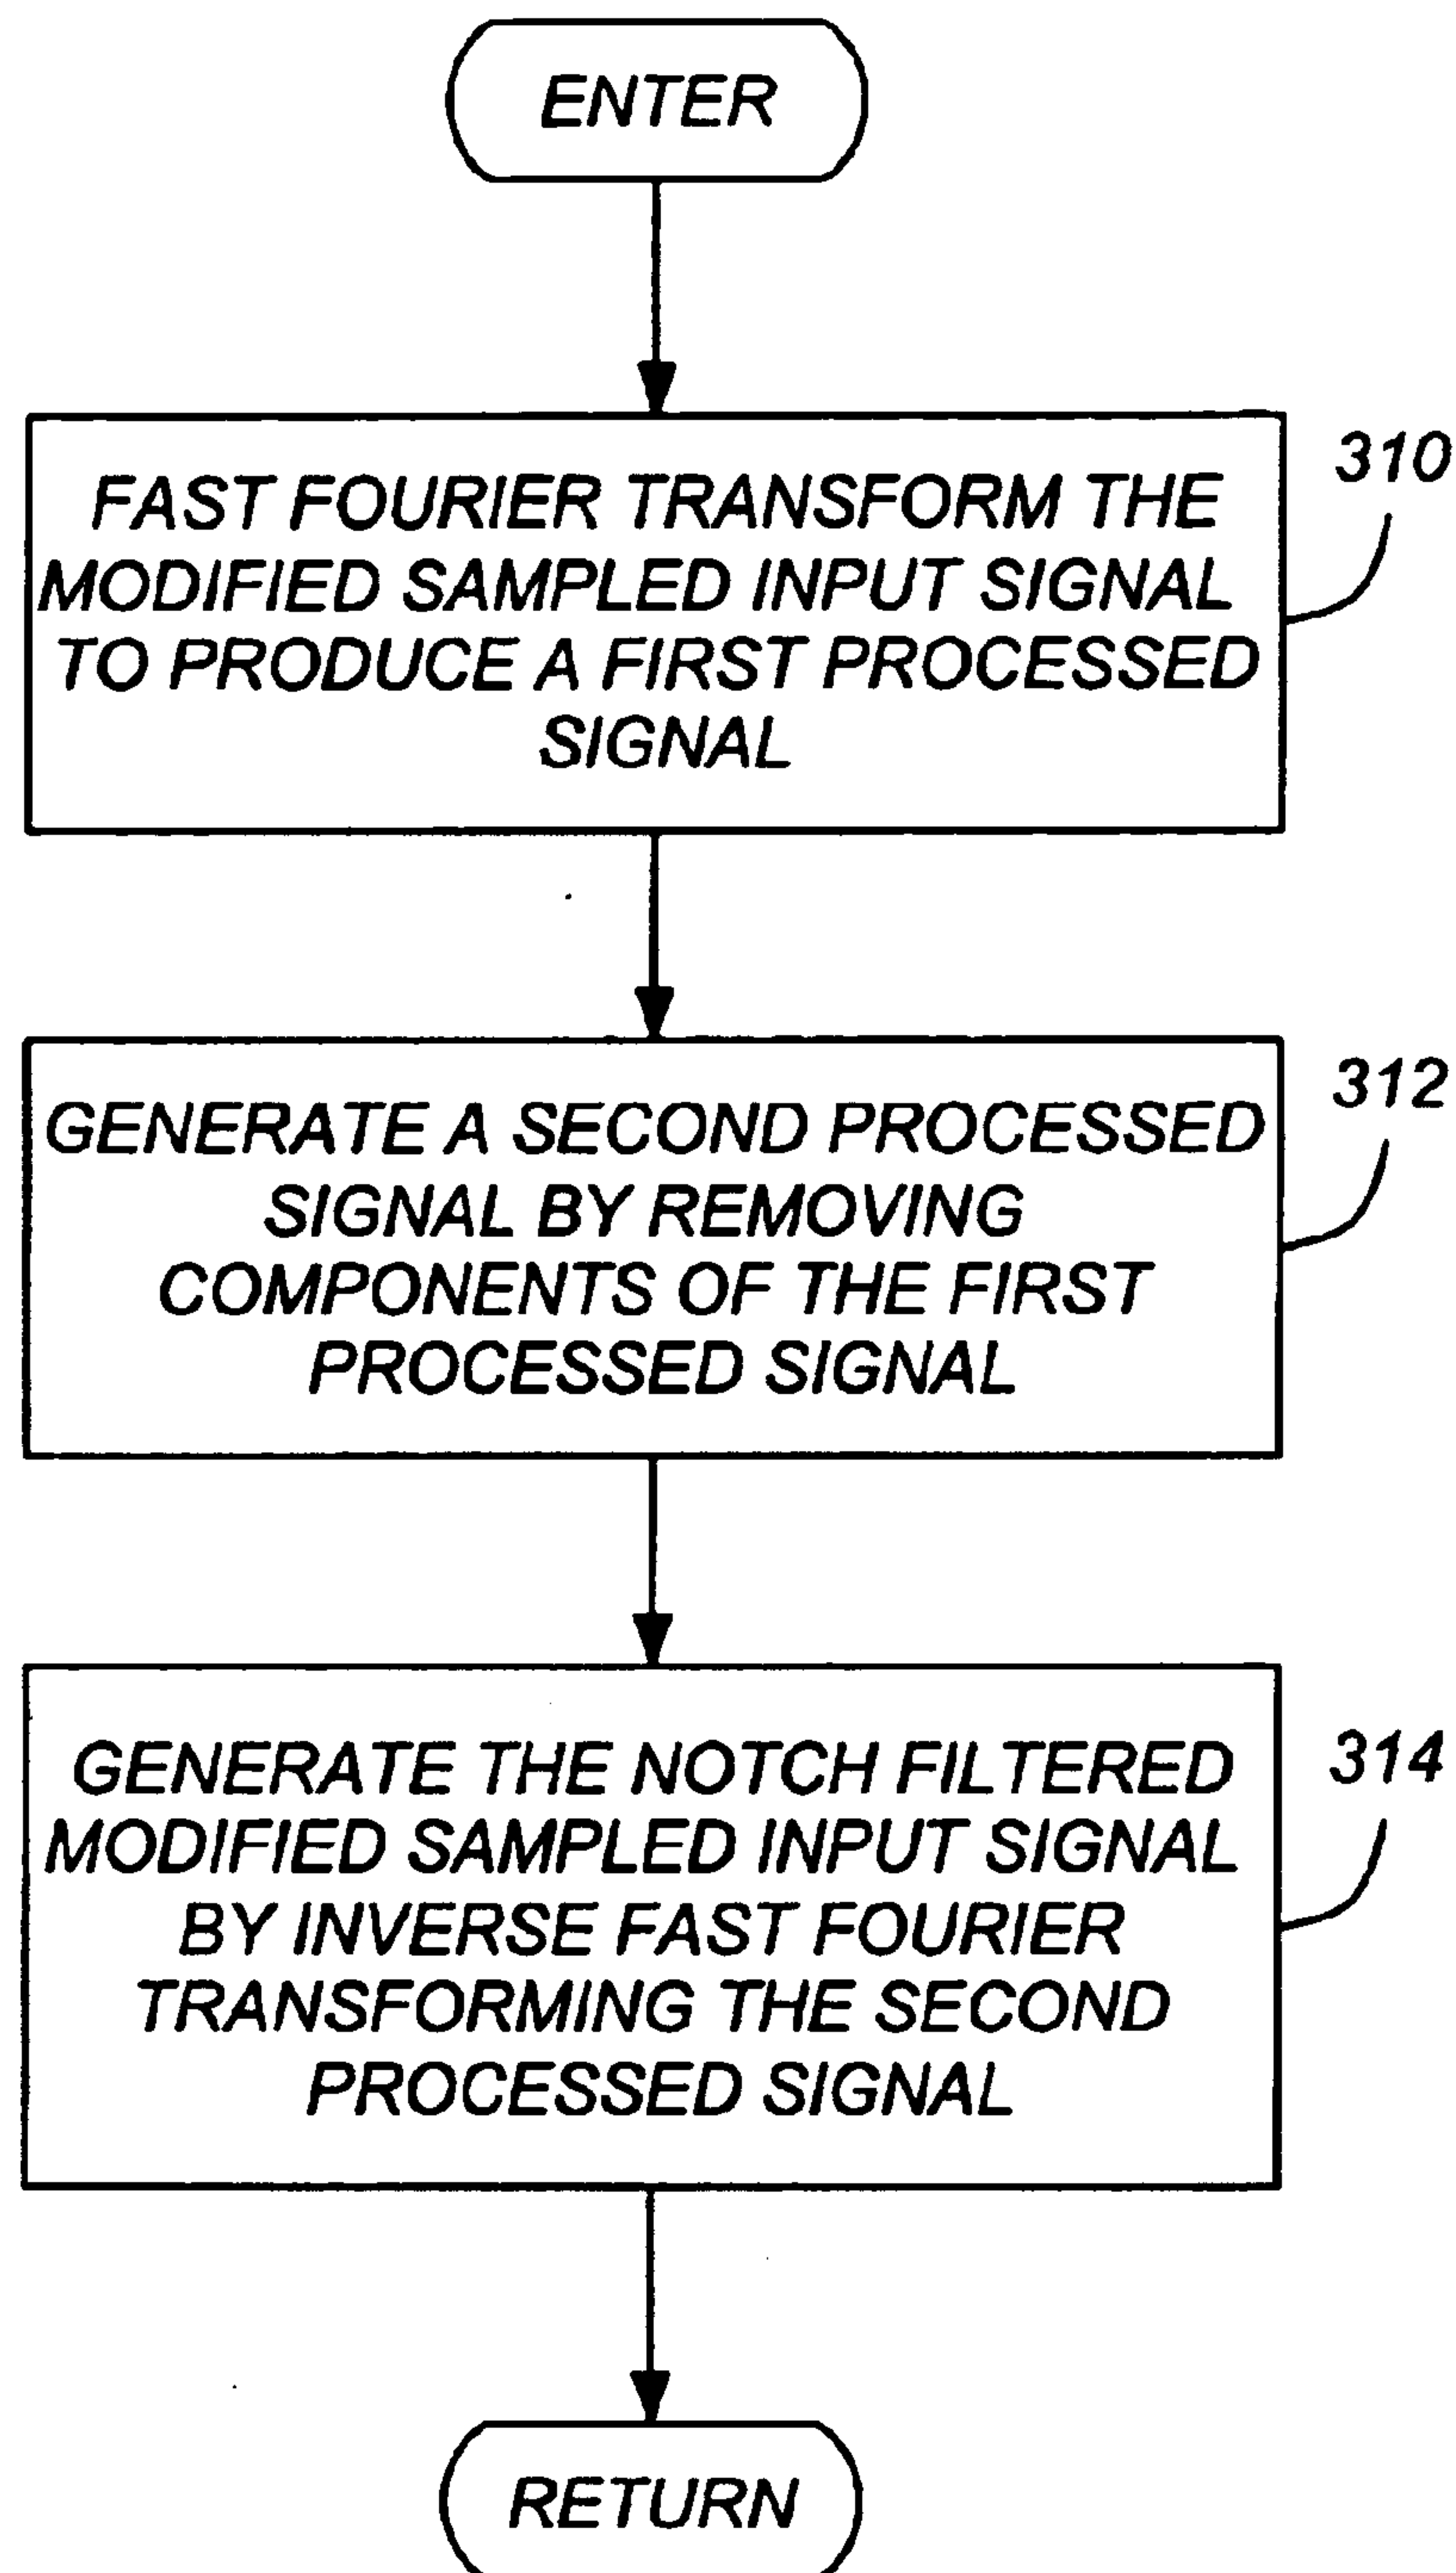 ENTER
FAST FOURIER TRANSFORM THE
MODIFIED SAMPLED INPUT SIGNAL
TO PRODUCE A FIRST PROCESSED
SIGNAL
310
GENERATE A SECOND PROCESSED
SIGNAL BY REMOVING
COMPONENTS OF THE FIRST
PROCESSED SIGNAL
312
GENERATE THE NOTCH FILTERED
MODIFIED SAMPLED INPUT SIGNAL
BY INVERSE FAST FOURIER
TRANSFORMING THE SECOND
PROCESSED SIGNAL
314
RETURN